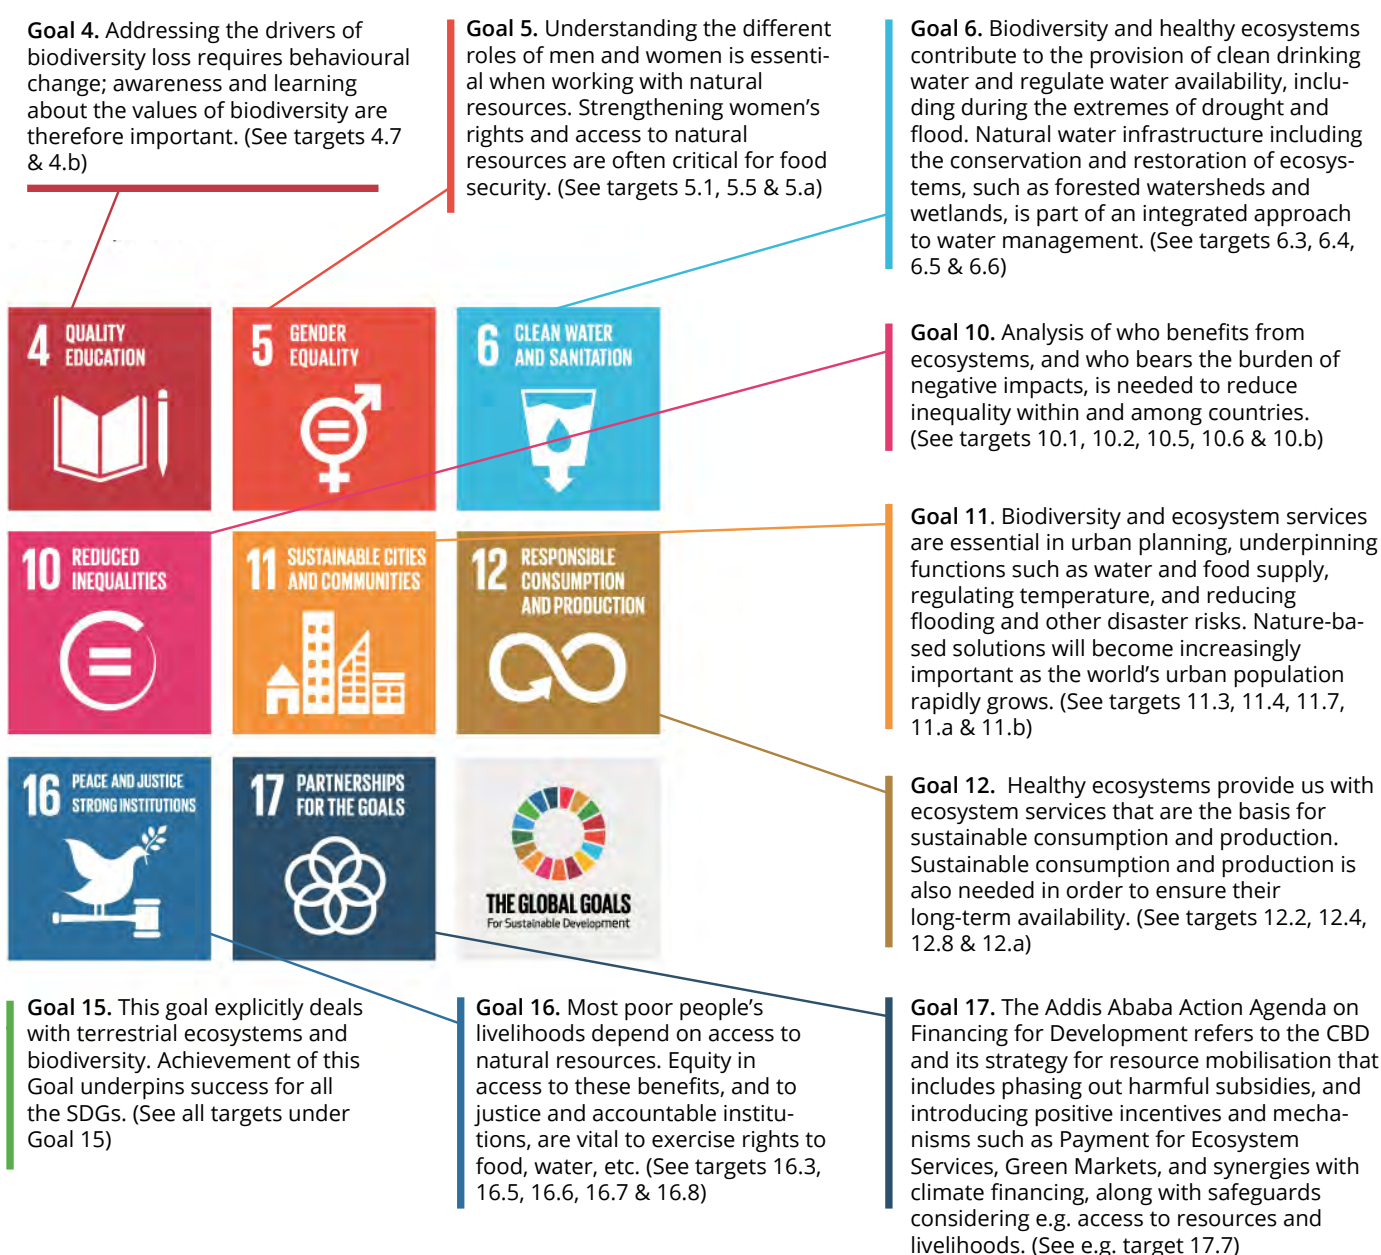 Goal 4. Addressing the drivers of
biodiversity loss requires behavioural
change; awareness and learning
about the values of biodiversity are
therefore important. (See targets 4.7
& 4.b)
Goal 5. Understanding the different
roles of men and women is essenti-
al when working with natural
resources. Strengthening women's
rights and access to natural
resources are often critical for food
security. (See targets 5.1, 5.5 & 5.a)
Goal 6. Biodiversity and healthy ecosystems
contribute to the provision of clean drinking
water and regulate water availability, inclu-
ding during the extremes of drought and
flood. Natural water infrastructure including
the conservation and restoration of ecosys-
tems, such as forested watersheds and
wetlands, is part of an integrated approach
to water management. (See targets 6.3, 6.4,
6.5 & 6.6)
4 QUALITY
EDUCATION
5 GENDER
EQUALITY
6 CLEAN WATER
AND SANITATION
Goal 10. Analysis of who benefits from
ecosystems, and who bears the burden of
negative impacts, is needed to reduce
inequality within and among countries.
(See targets 10.1, 10.2, 10.5, 10.6 & 10.b)
10 REDUCED
INEQUALITIES
11 SUSTAINABLE CITIES
AND COMMUNITIES
12 RESPONSIBLE
CONSUMPTION
AND PRODUCTION
Goal 11. Biodiversity and ecosystem services
are essential in urban planning, underpinning
functions such as water and food supply,
regulating temperature, and reducing
flooding and other disaster risks. Nature-ba-
sed solutions will become increasingly
important as the world's urban population
rapidly grows. (See targets 11.3, 11.4, 11.7,
11.a & 11.b)
16 PEACE AND JUSTICE
STRONG INSTITUTIONS
17 PARTNERSHIPS
FOR THE GOALS
THE GLOBAL GOALS
For Sustainable Development
Goal 12. Healthy ecosystems provide us with
ecosystem services that are the basis for
sustainable consumption and production.
Sustainable consumption and production is
also needed in order to ensure their
long-term availability. (See targets 12.2, 12.4,
12.8 & 12.a)
Goal 15. This goal explicitly deals
with terrestrial ecosystems and
biodiversity. Achievement of this
Goal underpins success for all
the SDGs. (See all targets under
Goal 15)
Goal 16. Most poor people's
livelihoods depend on access to
natural resources. Equity in
access to these benefits, and to
justice and accountable institu-
tions, are vital to exercise rights to
food, water, etc. (See targets 16.3,
16.5, 16.6, 16.7 & 16.8)
Goal 17. The Addis Ababa Action Agenda on
Financing for Development refers to the CBD
and its strategy for resource mobilisation that
includes phasing out harmful subsidies, and
introducing positive incentives and mecha-
nisms such as Payment for Ecosystem
Services, Green Markets, and synergies with
climate financing, along with safeguards
considering e.g. access to resources and
livelihoods. (See e.g. target 17.7)